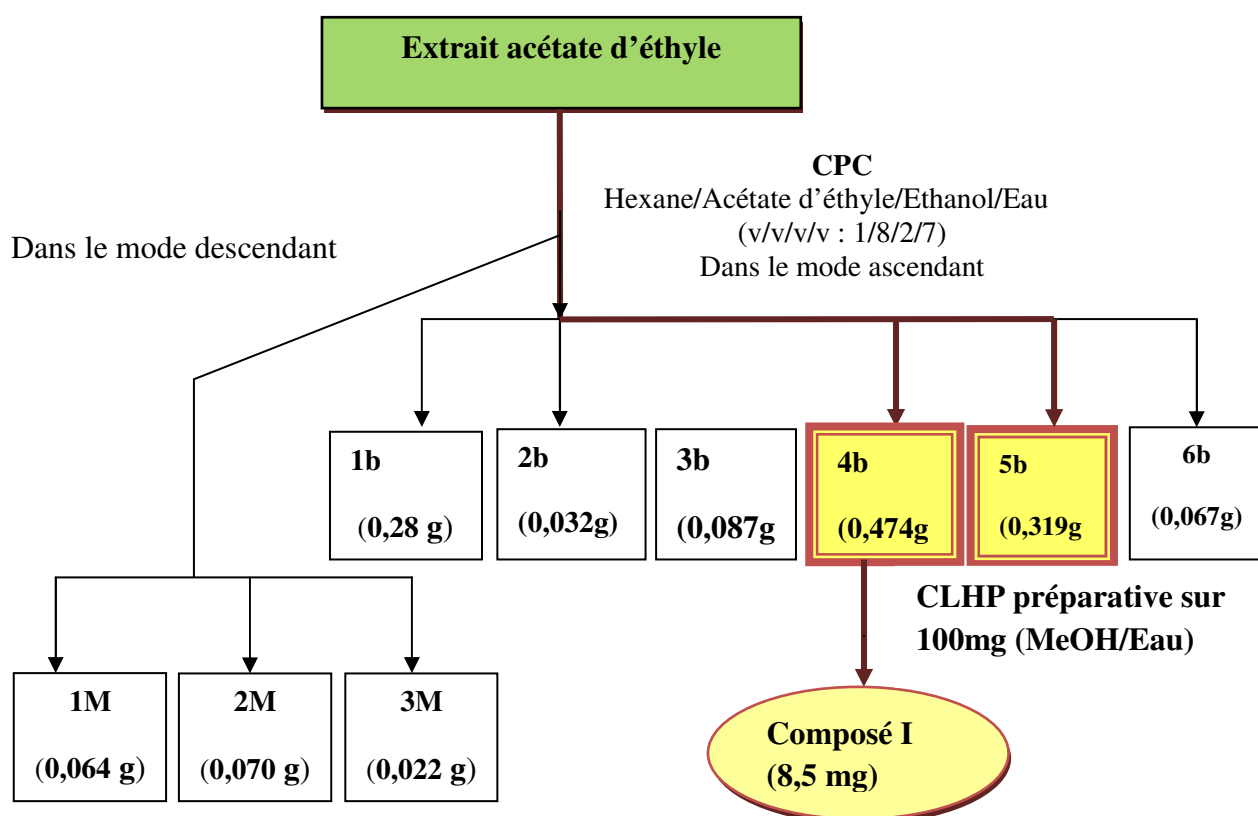 Extrait acétate d'éthyle
CPC
Hexane/Acétate d'éthyle/Ethanol/Eau
(v/v/v/v : 1/8/2/7)
Dans le mode ascendant
Dans le mode descendant
1b
(0,28 g)
2b
(0,032g)
3b
(0,087g
4b
(0,474g
5b
(0,319g
6b
(0,067g)
CLHP préparative sur
100mg (MeOH/Eau)
1M
(0,064 g)
2M
(0,070 g)
3M
(0,022 g)
Composé I
(8,5 mg)